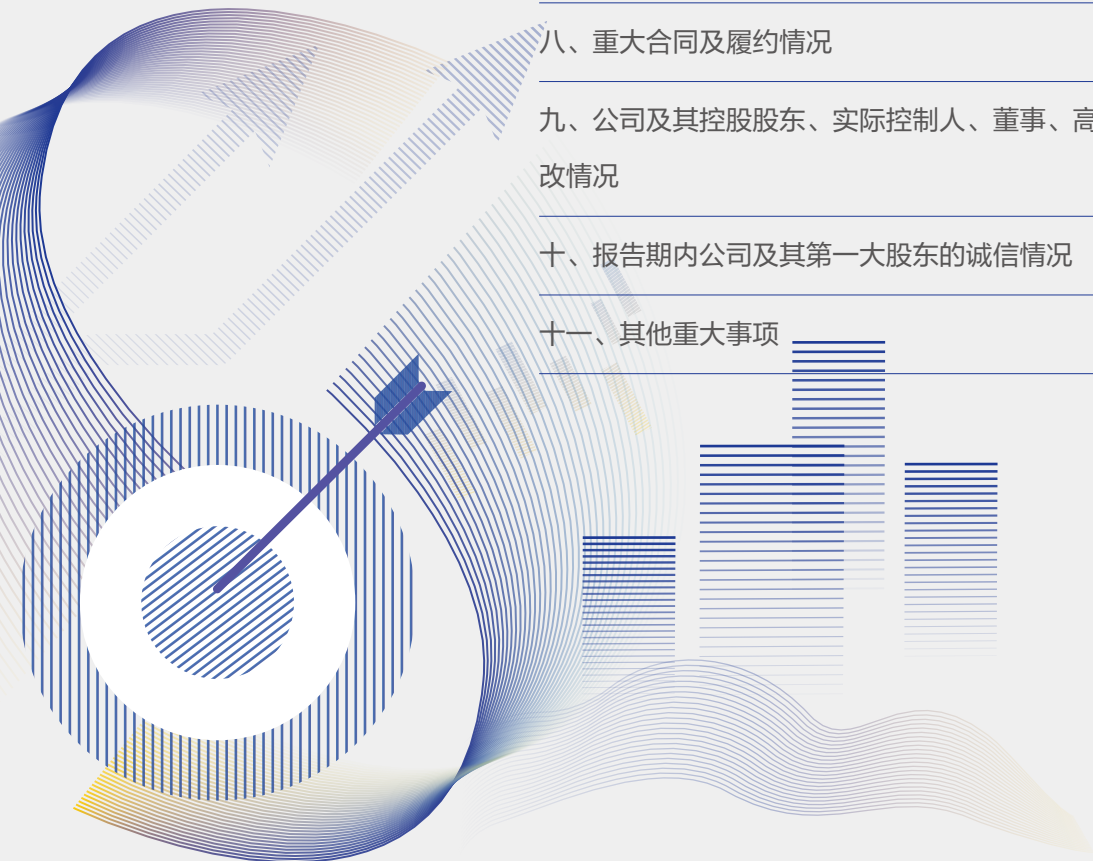 八、重大合同及履约情况
九、公司及其控股股东、实际控制人、董事、高
改情况
十、报告期内公司及其第一大股东的诚信情况
十一、其他重大事项